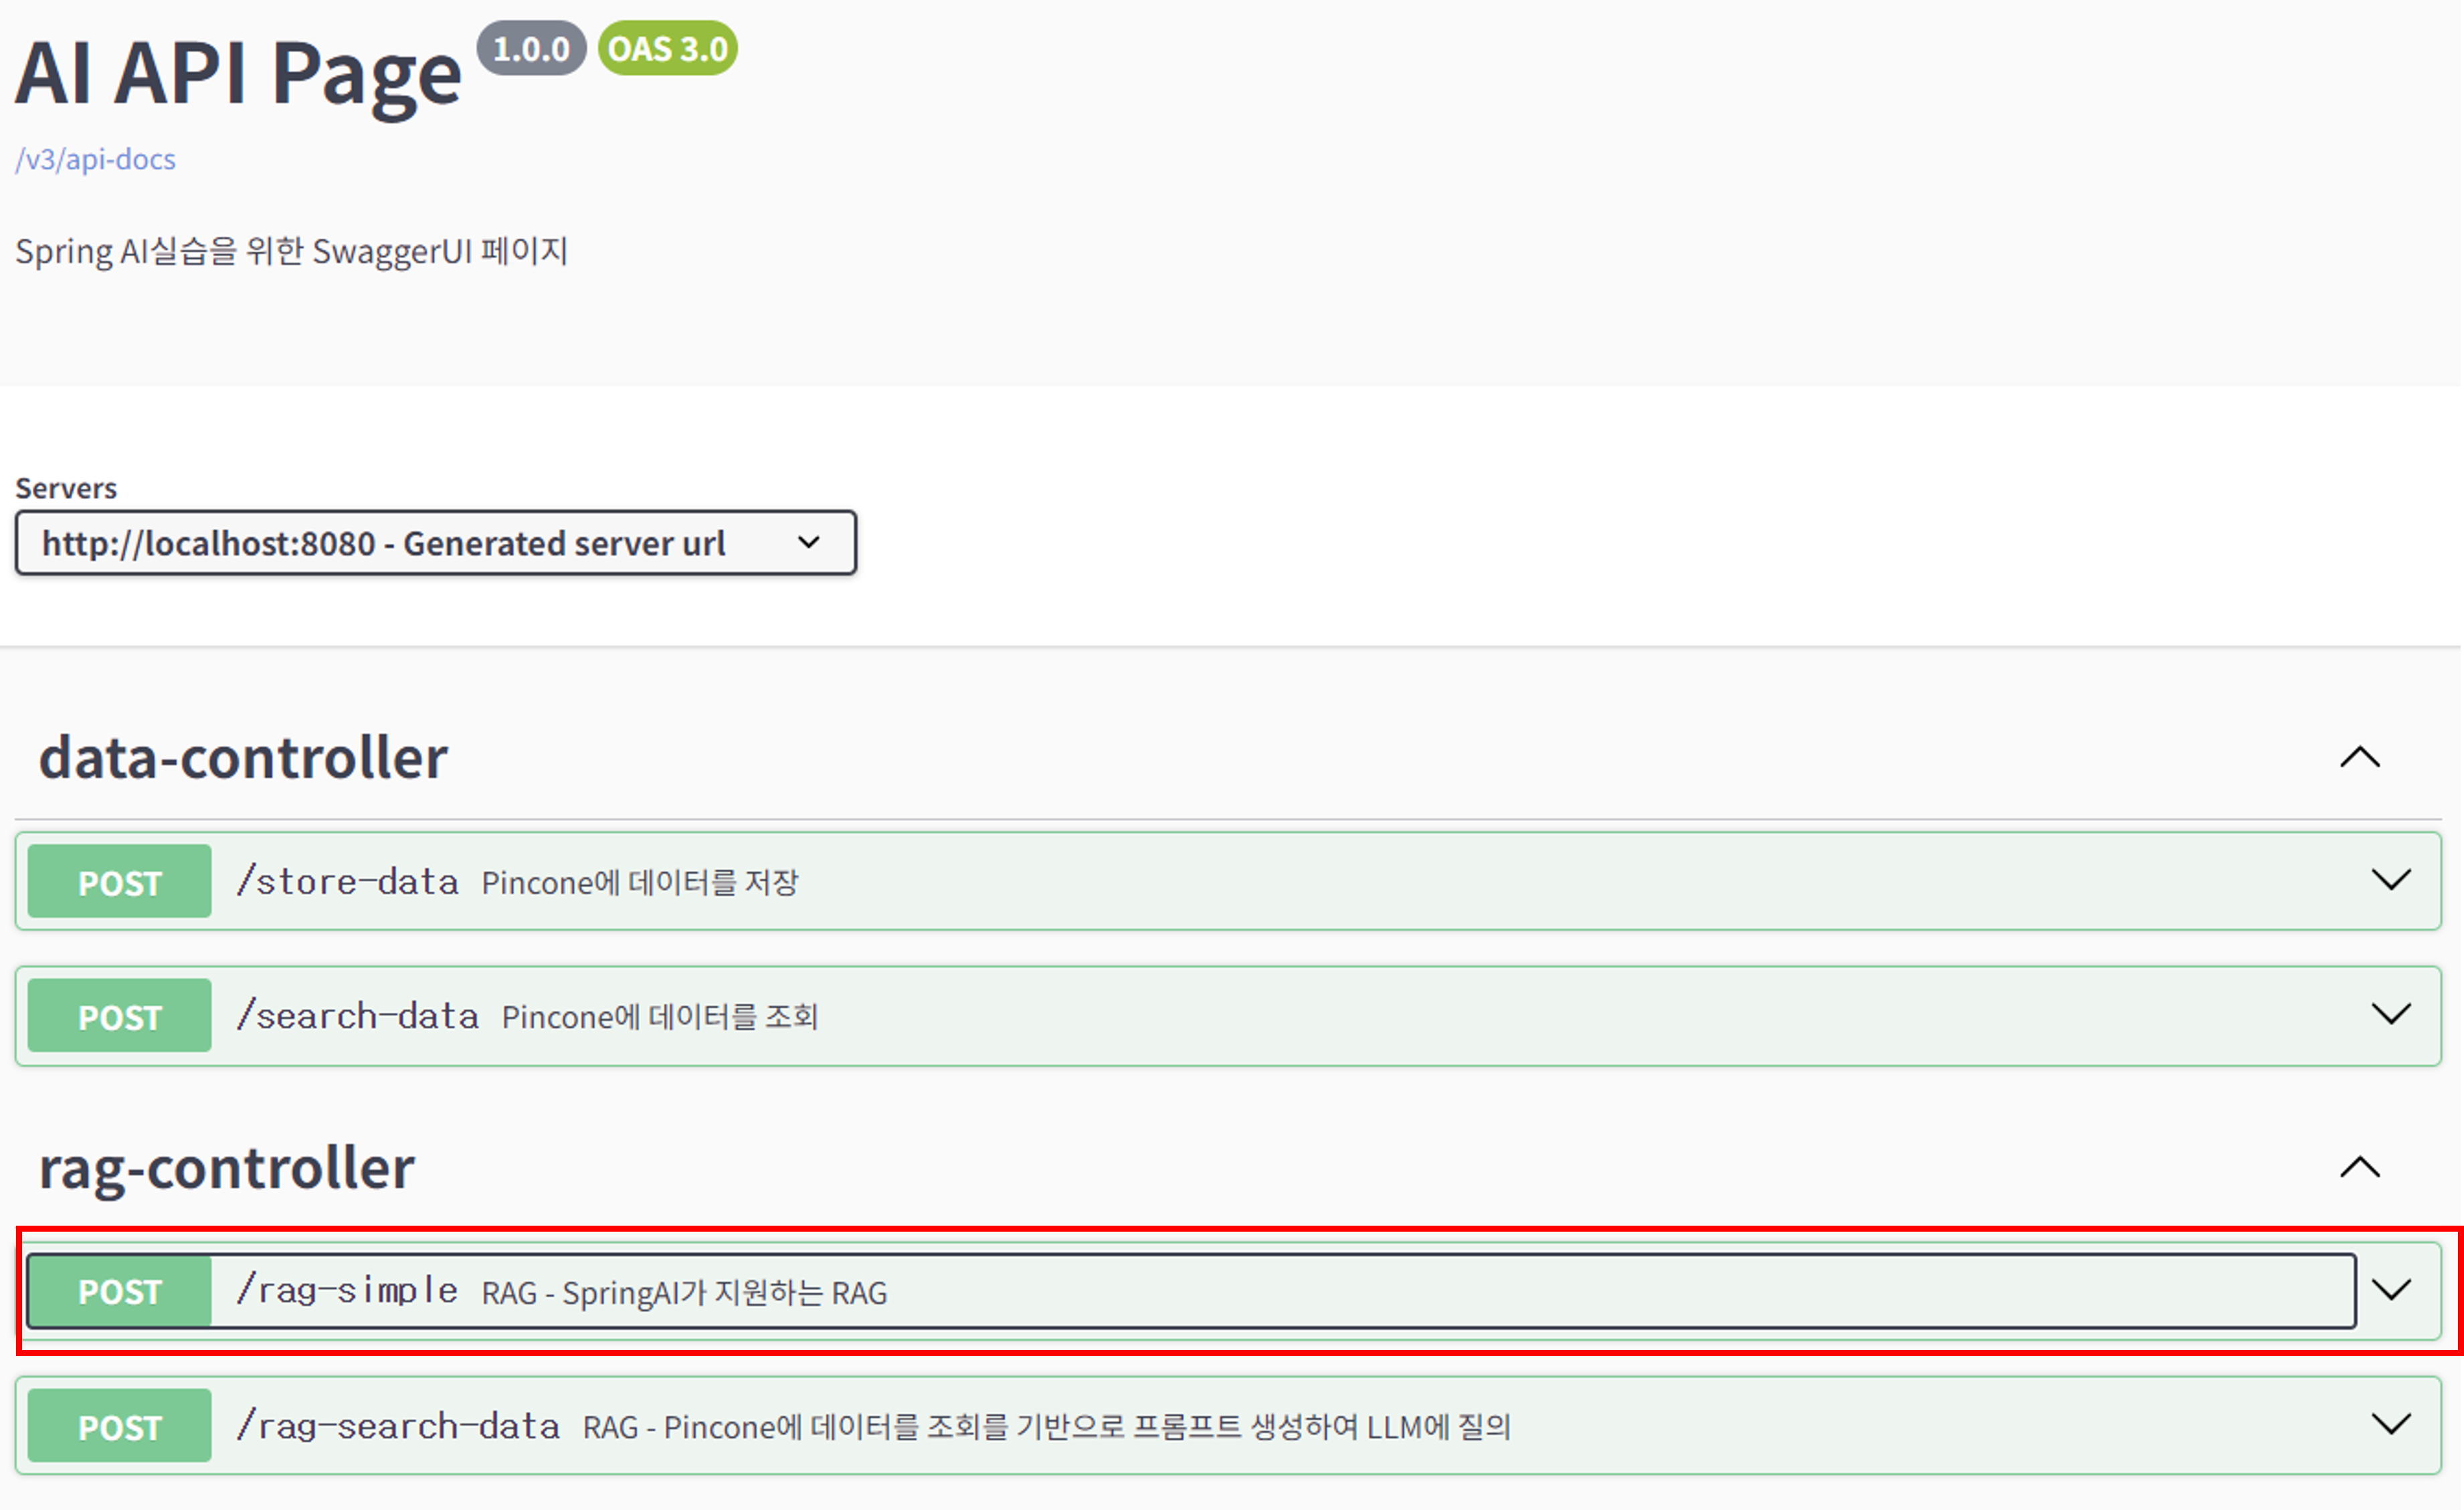 AI API Page 1.0.0 OAS 3.0
/v3/api-docs
Spring AI실습을 위한 SwaggerUI 페이지
Servers
http://localhost:8080 - Generated server url
data-controller
POST /store-data Pincone에 데이터를 저장
POST /search-data Pincone에 데이터를 조회
rag-controller
POST /rag-simple RAG - SpringAI가 지원하는 RAG
POST /rag-search-data RAG - Pincone에 데이터를 조회를 기반으로 프롬프트 생성하여 LLM에 질의